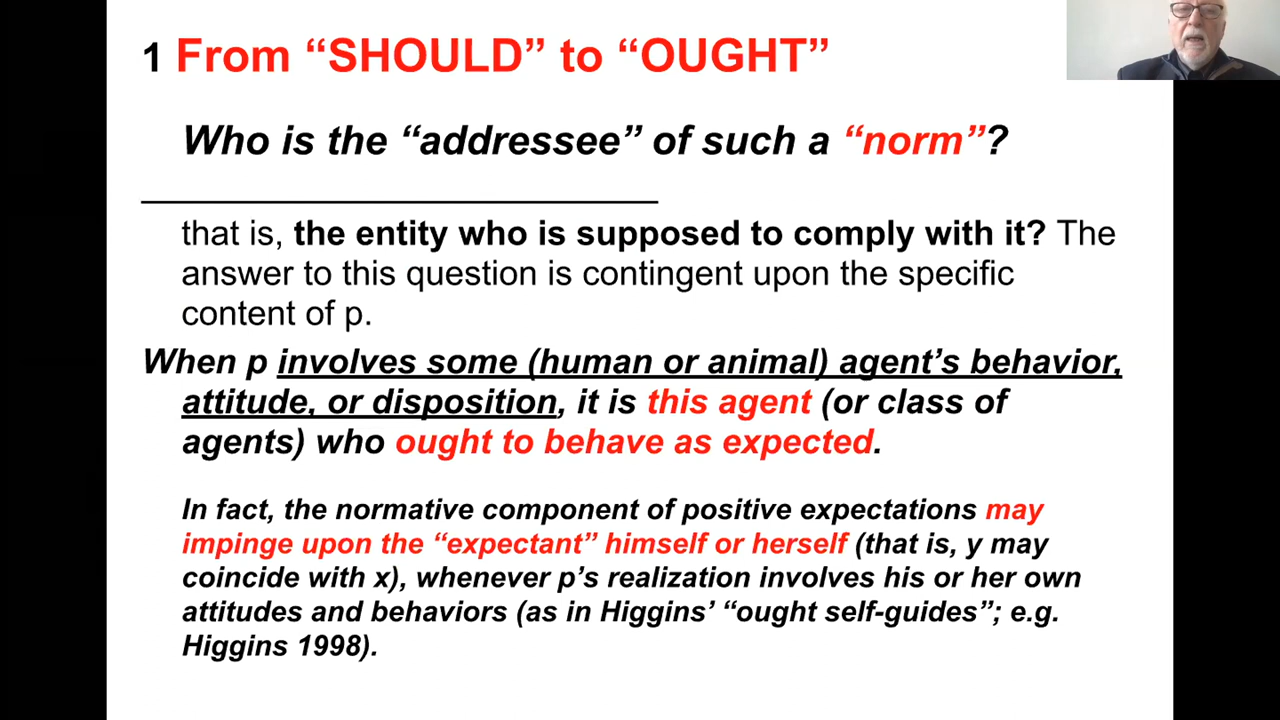 1 From “SHOULD” to “OUGHT”
Who is the “addressee” of such a “norm”?
that is, the entity who is supposed to comply with it? The
answer to this question is contingent upon the specific
content of p.
When p involves some (human or animal) agent’s behavior,
attitude, or disposition, it is this agent (or class of
agents) who ought to behave as expected.
In fact, the normative component of positive expectations may
impinge upon the “expectant” himself or herself (that is, y may
coincide with x), whenever p’s realization involves his or her own
attitudes and behaviors (as in Higgins’ “ought self-guides”; e.g.
Higgins 1998).